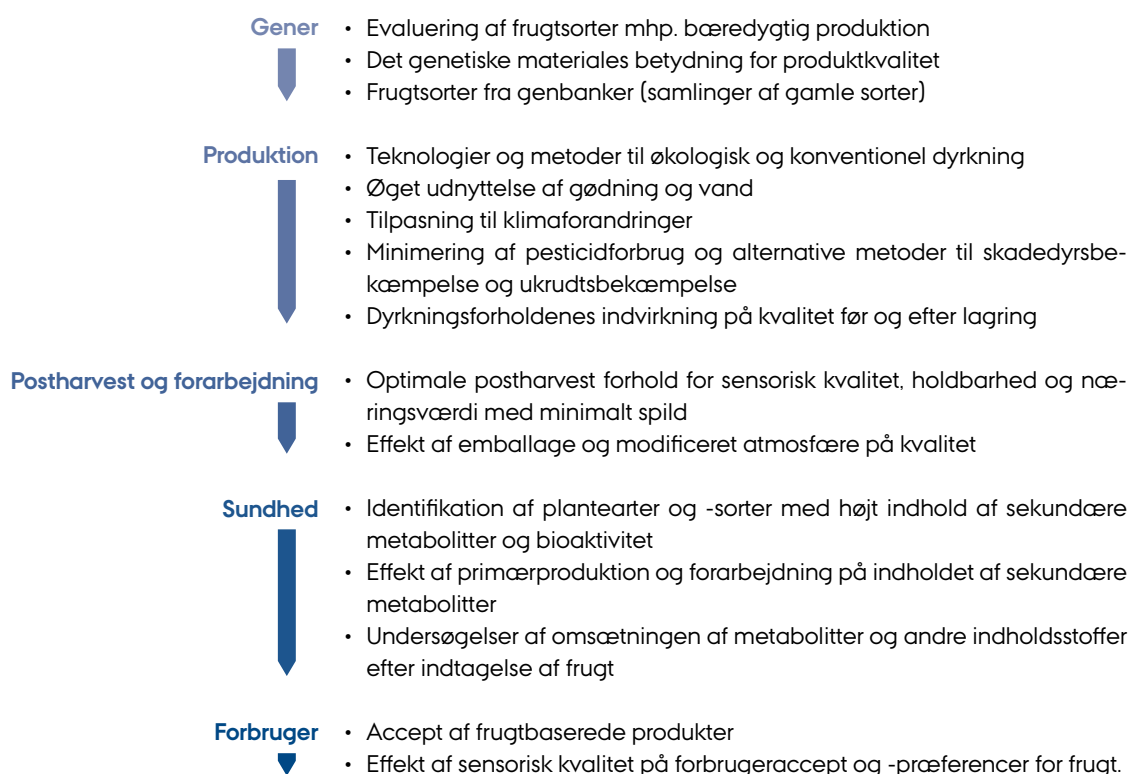 Gener • Evaluering af frugtsorter mhp. bæredygtig produktion
• Det genetiske materiales betydning for produktkvalitet
• Frugtsorter fra genbanker (samlinger af gamle sorter)
Produktion • Teknologier og metoder til økologisk og konventionel dyrkning
• Øget udnyttelse af gødning og vand
• Tilpasning til klimaforandringer
• Minimering af pesticidforbrug og alternative metoder til skadedyrsbe-
kæmpelse og ukrudtsbekæmpelse
• Dyrkningsforholdenes indvirkning på kvalitet før og efter lagring
Postharvest og forarbejdning • Optimale postharvest forhold for sensorisk kvalitet, holdbarhed og næ-
ringsværdi med minimalt spild
• Effekt af emballage og modificeret atmosfære på kvalitet
Sundhed • Identifikation af plantearter og -sorter med højt indhold af sekundære
metabolitter og bioaktivitet
• Effekt af primærproduktion og forarbejdning på indholdet af sekundære
metabolitter
• Undersøgelser af omsætningen af metabolitter og andre indholdsstoffer
efter indtagelse af frugt
Forbruger • Accept af frugtbaserede produkter
• Effekt af sensorisk kvalitet på forbrugeraccept og -præferencer for frugt.